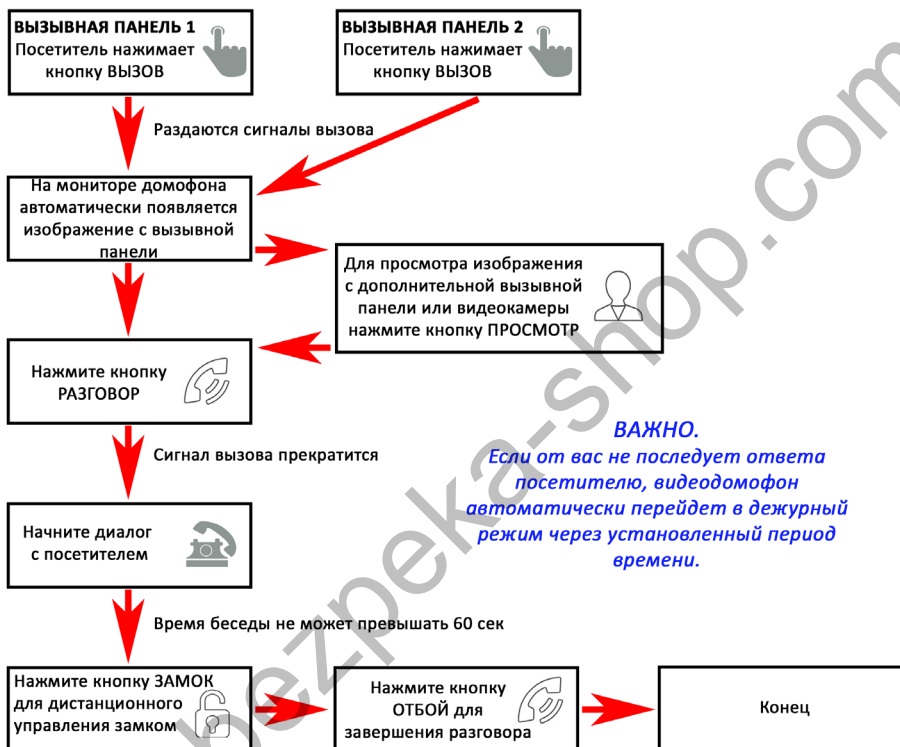 ВЫЗЫВНАЯ ПАНЕЛЬ 1
Посетитель нажимает
кнопку ВЫЗОВ
ВЫЗЫВНАЯ ПАНЕЛЬ 2
Посетитель нажимает
кнопку ВЫЗОВ
Раздаются сигналы вызова
На мониторе домофона
автоматически появляется
изображение с вызывной
панели
Для просмотра изображения
с дополнительной вызывной
панели или видеокамеры
нажмите кнопку ПРОСМОТР
Нажмите кнопку
РАЗГОВОР
Сигнал вызова прекратится
ВАЖНО.
Если от вас не последует ответа
посетителю, видеодомофон
автоматически перейдет в дежурный
режим через установленный период
времени.
Начните диалог
с посетителем
Время беседы не может превышать 60 сек
Нажмите кнопку ЗАМОК
для дистанционного
управления замком
Нажмите кнопку
ОТБОЙ для
завершения разговора
Конец
bezpeka-shop.com